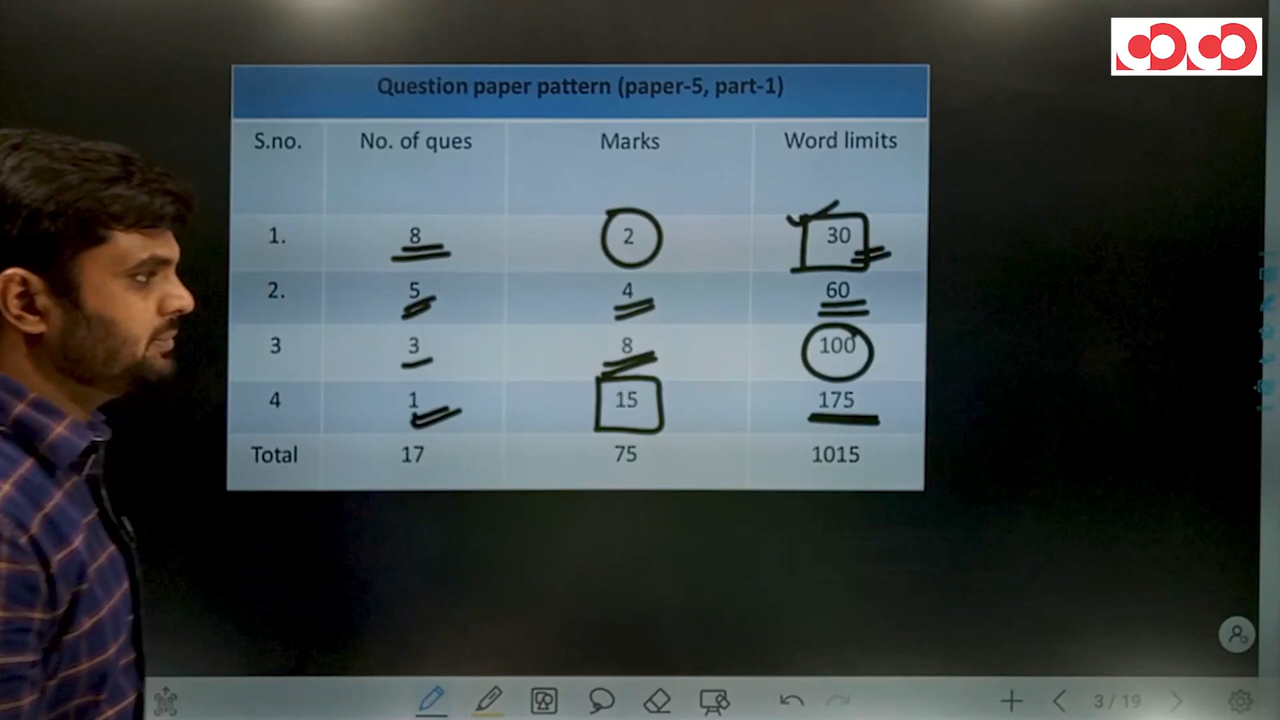 Question paper pattern (paper-5, part-1)
S.no. No. of ques Marks Word limits
1. 8 2 30
2. 5 4 60
3 3 8 100
4 1 15 175
Total 17 75 1015
3 / 19